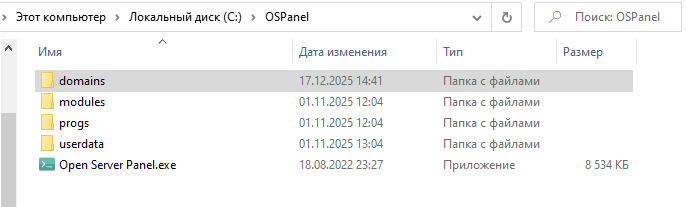 Этот компьютер > Локальный диск (C:) > OSPanel
Поиск: OSPanel
Имя Дата изменения Тип Размер
domains 17.12.2025 14:41 Папка с файлами
modules 01.11.2025 12:04 Папка с файлами
progs 01.11.2025 12:04 Папка с файлами
userdata 01.11.2025 13:04 Папка с файлами
Open Server Panel.exe 18.08.2022 23:27 Приложение 8 534 КБ